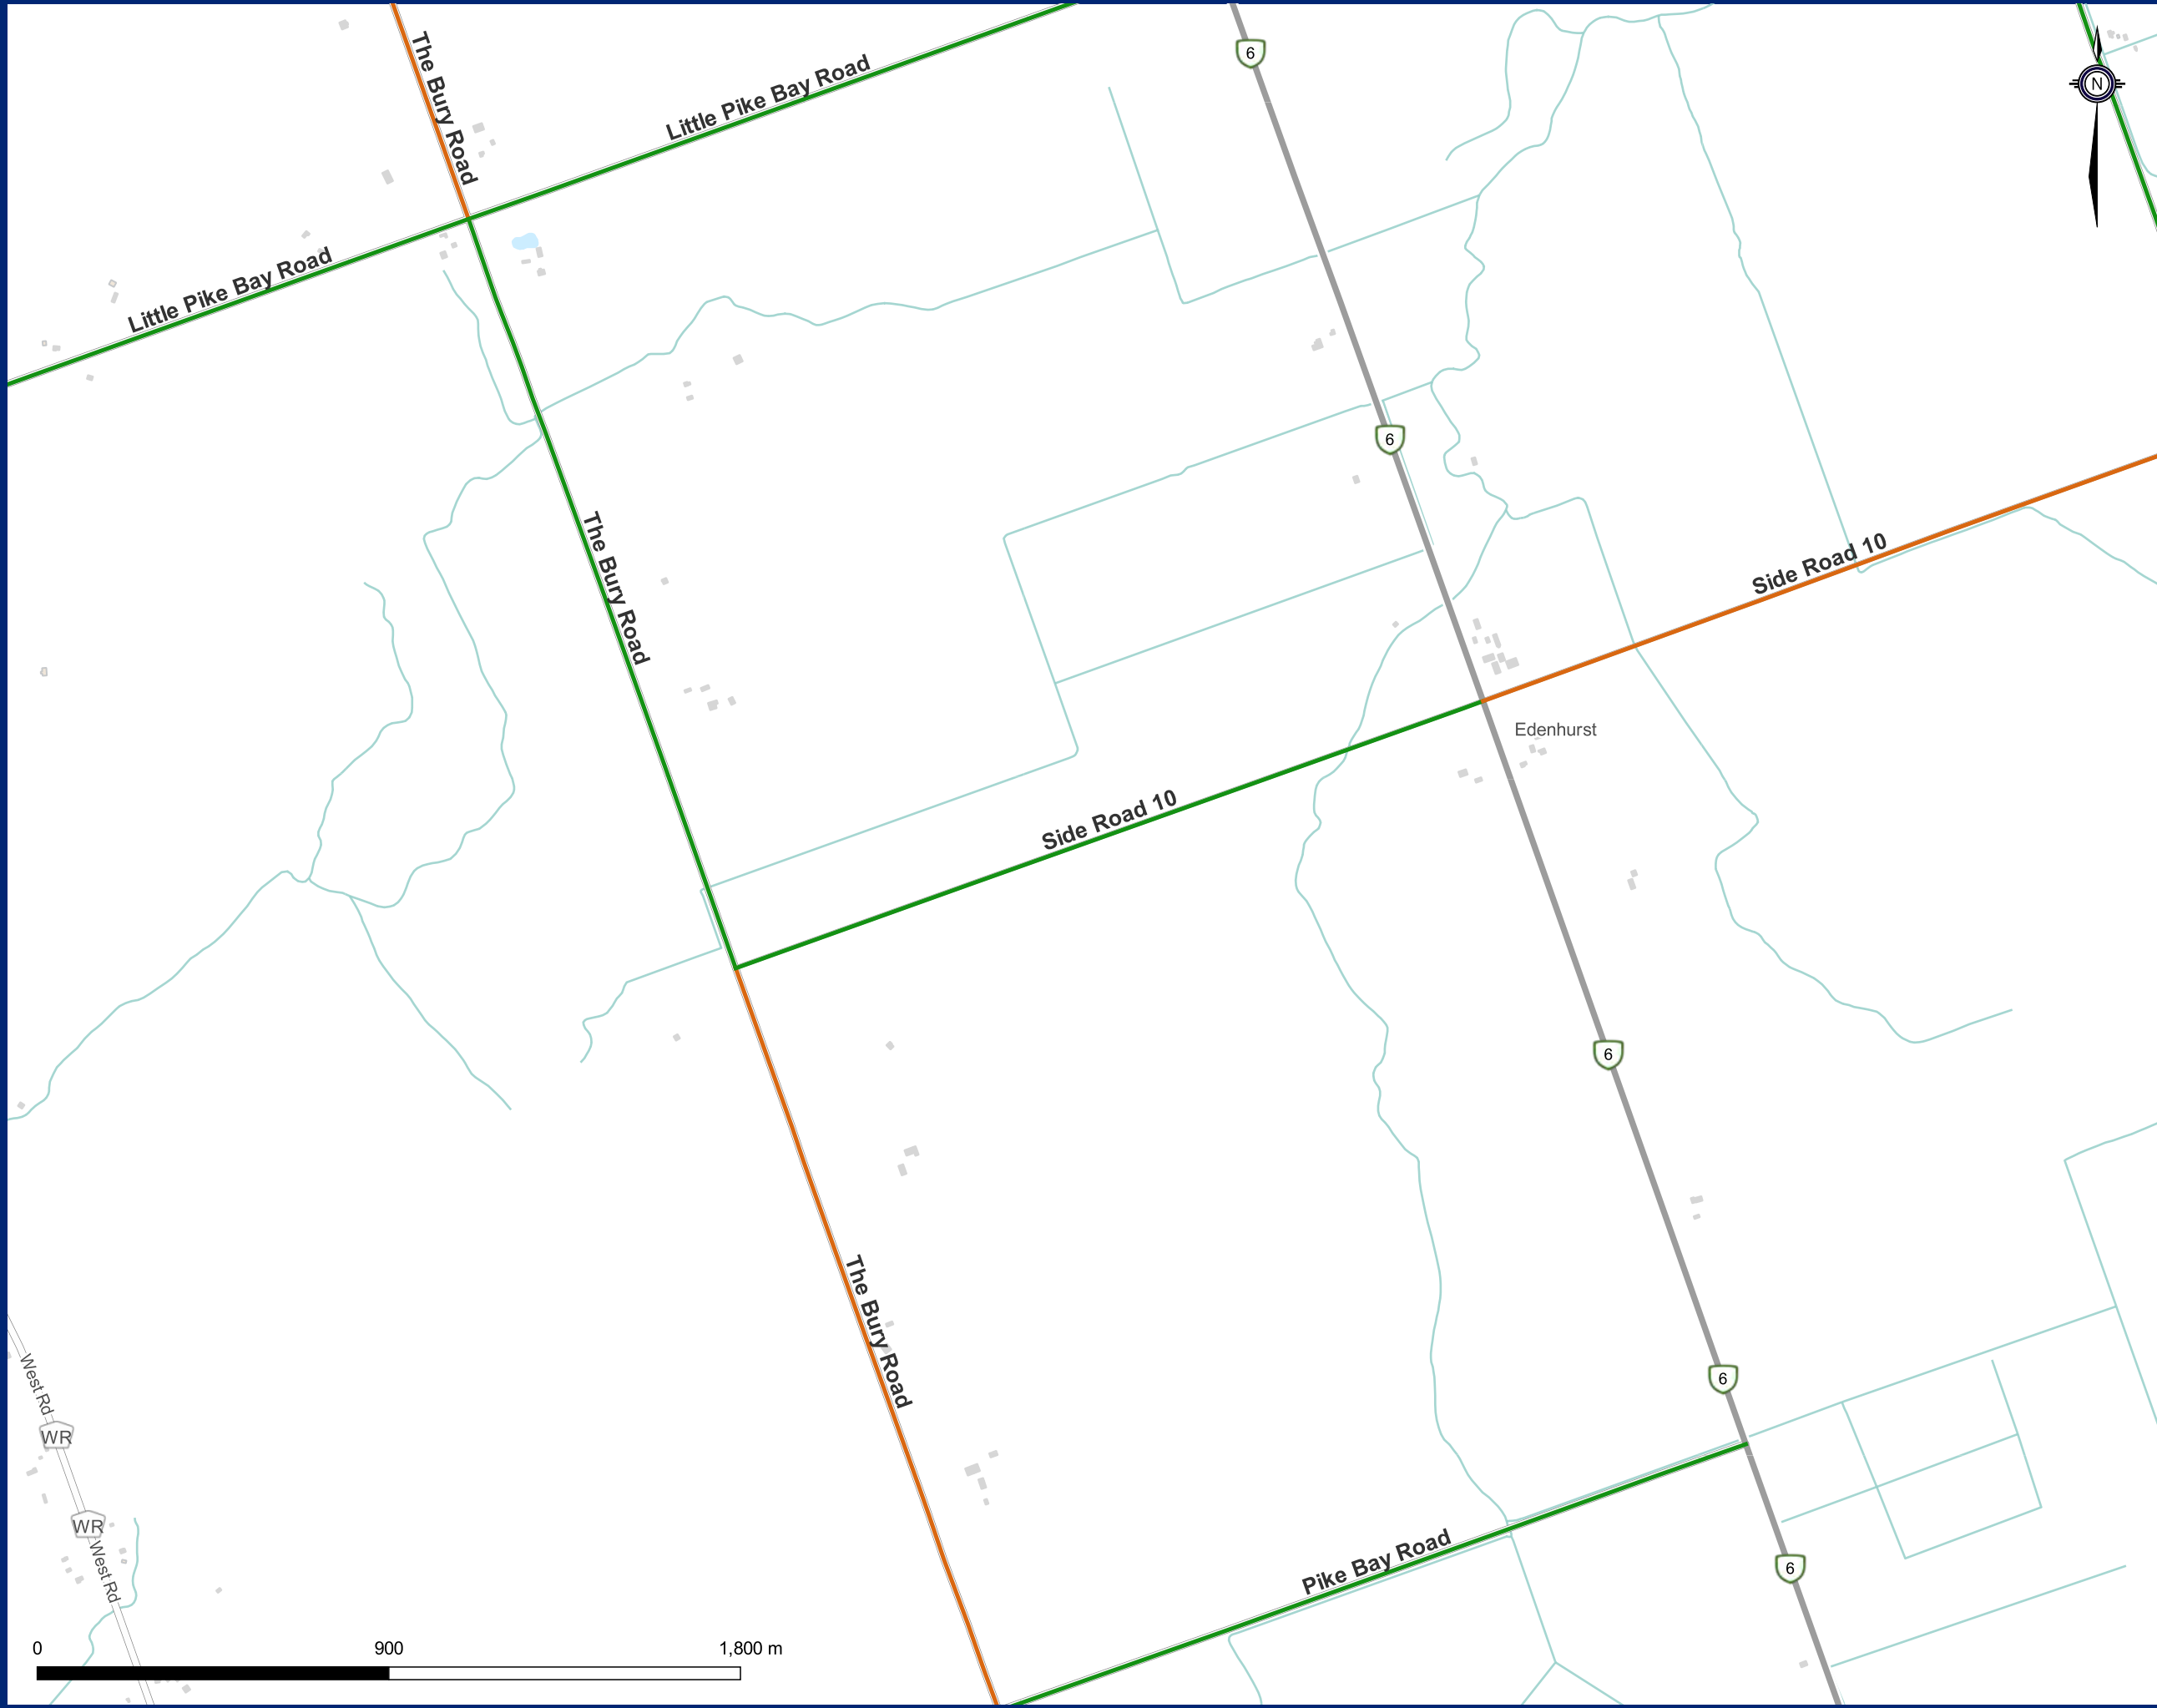 The Bury Road
Little Pike Bay Road
6
N
Little Pike Bay Road
6
The Bury Road
Side Road 10
Edenhurst
Side Road 10
6
The Bury Road
6
West Rd
WR
WR
West Rd
Pike Bay Road
6
0 900 1,800 m